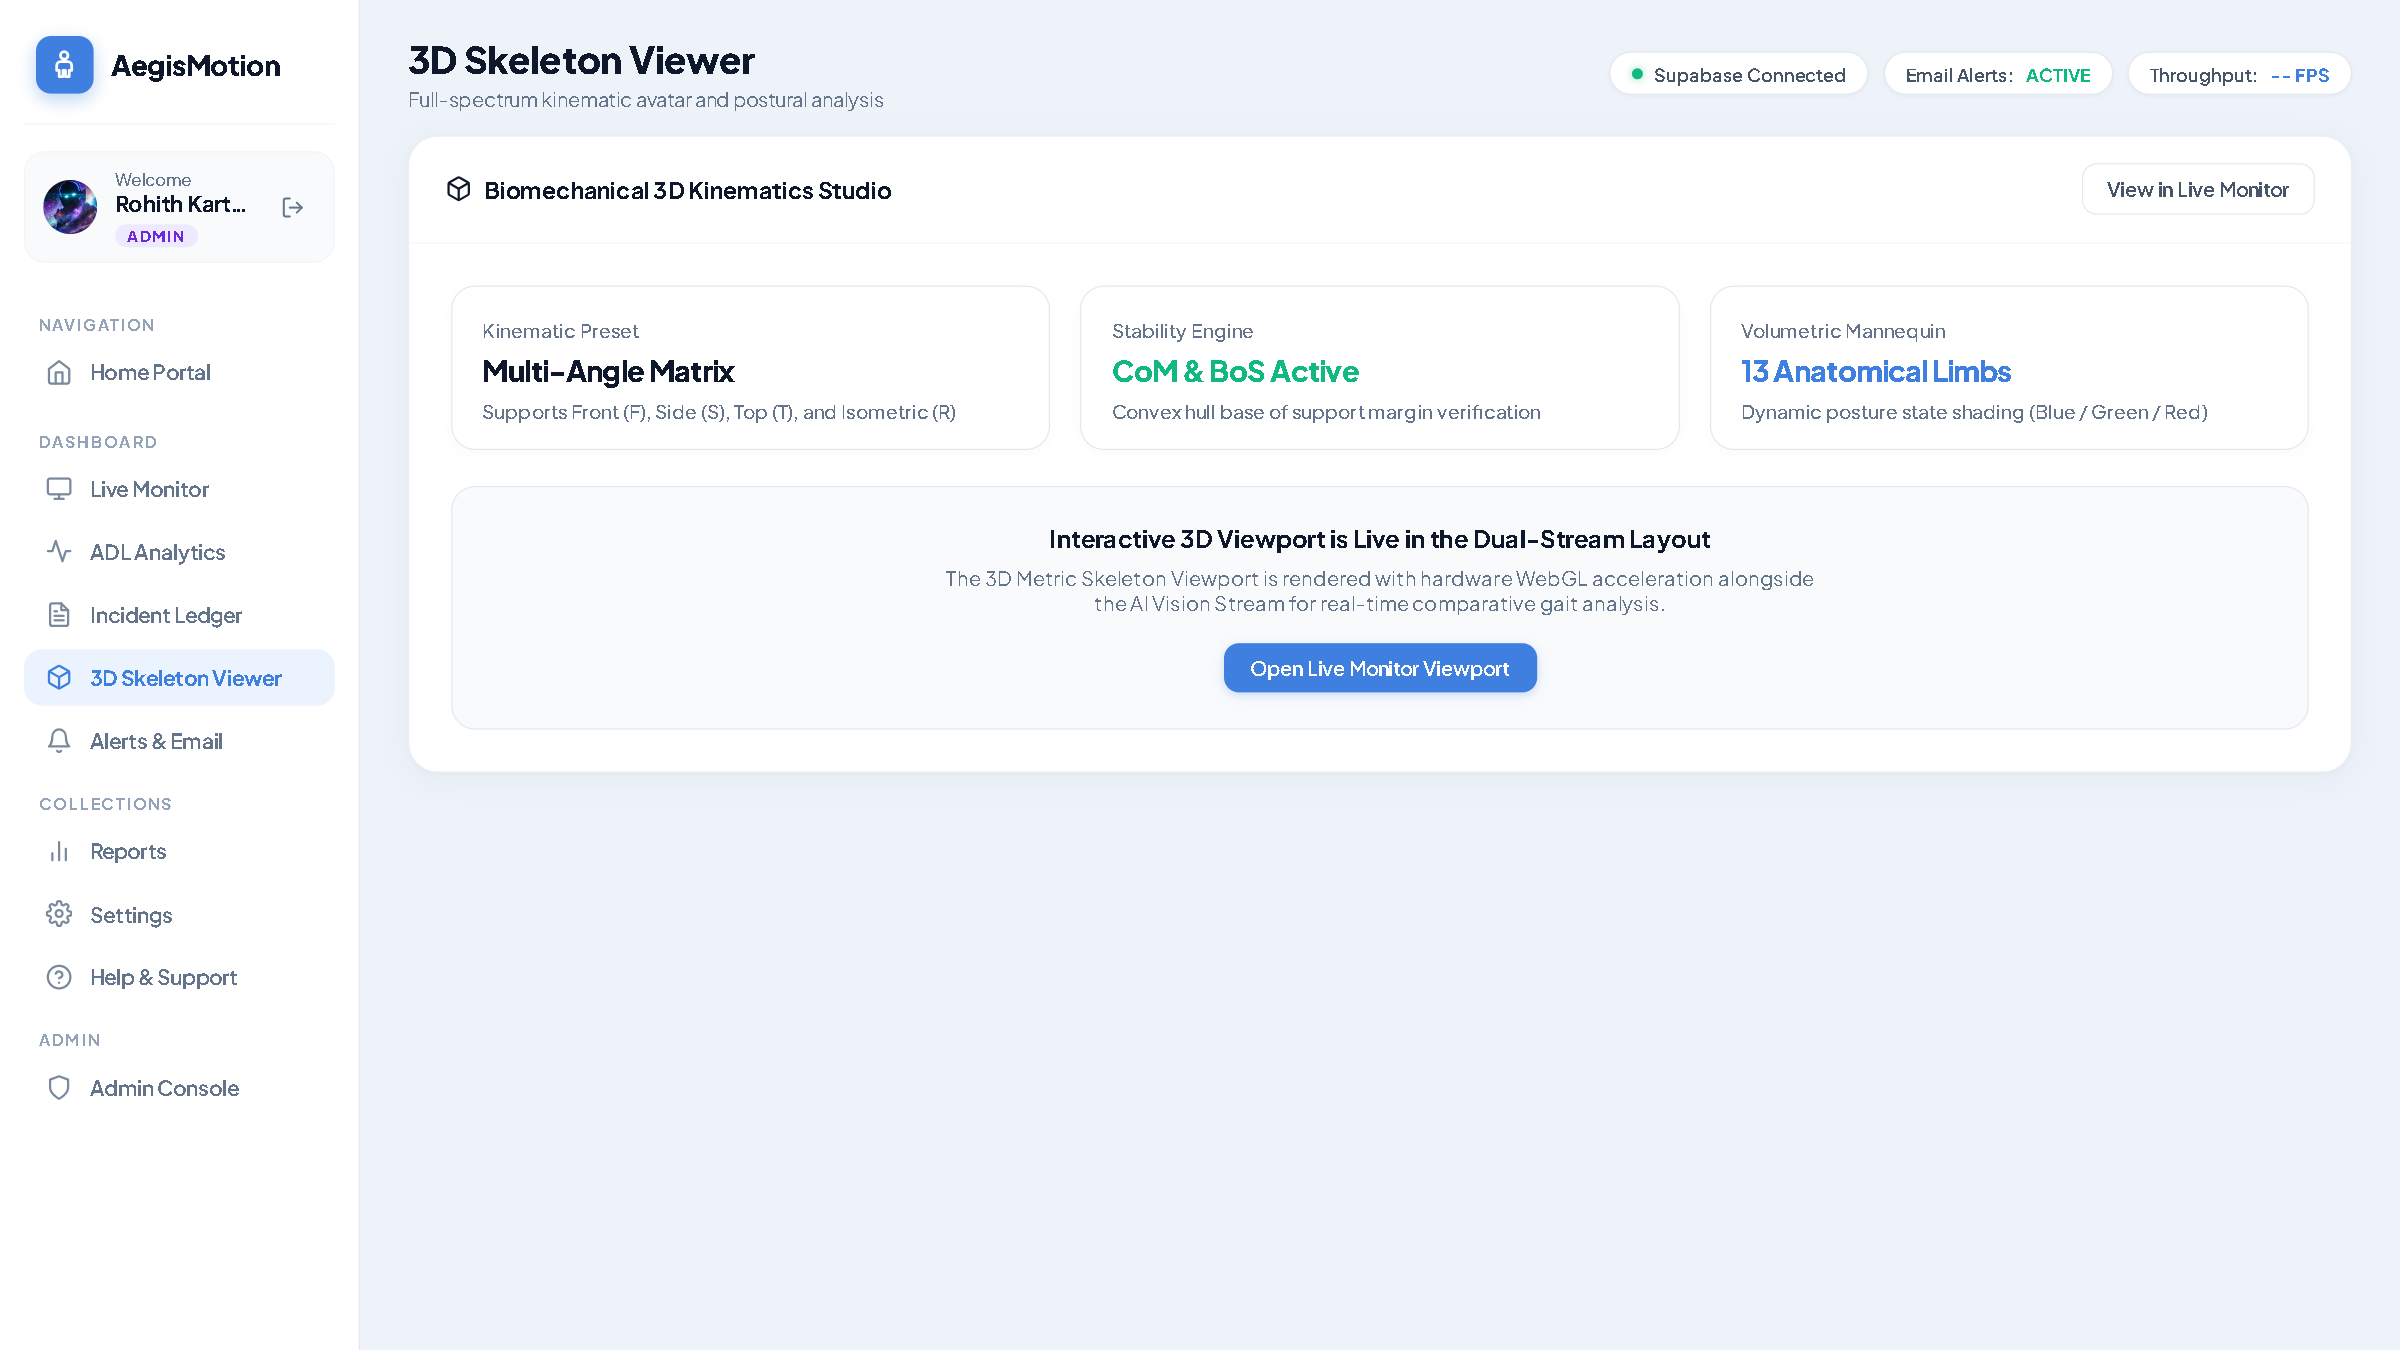 AegisMotion
Welcome
Rohith Kart...
ADMIN
NAVIGATION
Home Portal
DASHBOARD
Live Monitor
ADL Analytics
Incident Ledger
3D Skeleton Viewer
Alerts & Email
COLLECTIONS
Reports
Settings
Help & Support
ADMIN
Admin Console
3D Skeleton Viewer
Full-spectrum kinematic avatar and postural analysis
Supabase Connected
Email Alerts: ACTIVE
Throughput: -- FPS
Biomechanical 3D Kinematics Studio
View in Live Monitor
Kinematic Preset
Multi-Angle Matrix
Supports Front (F), Side (S), Top (T), and Isometric (R)
Stability Engine
CoM & BoS Active
Convex hull base of support margin verification
Volumetric Mannequin
13 Anatomical Limbs
Dynamic posture state shading (Blue / Green / Red)
Interactive 3D Viewport is Live in the Dual-Stream Layout
The 3D Metric Skeleton Viewport is rendered with hardware WebGL acceleration alongside
the AI Vision Stream for real-time comparative gait analysis.
Open Live Monitor Viewport